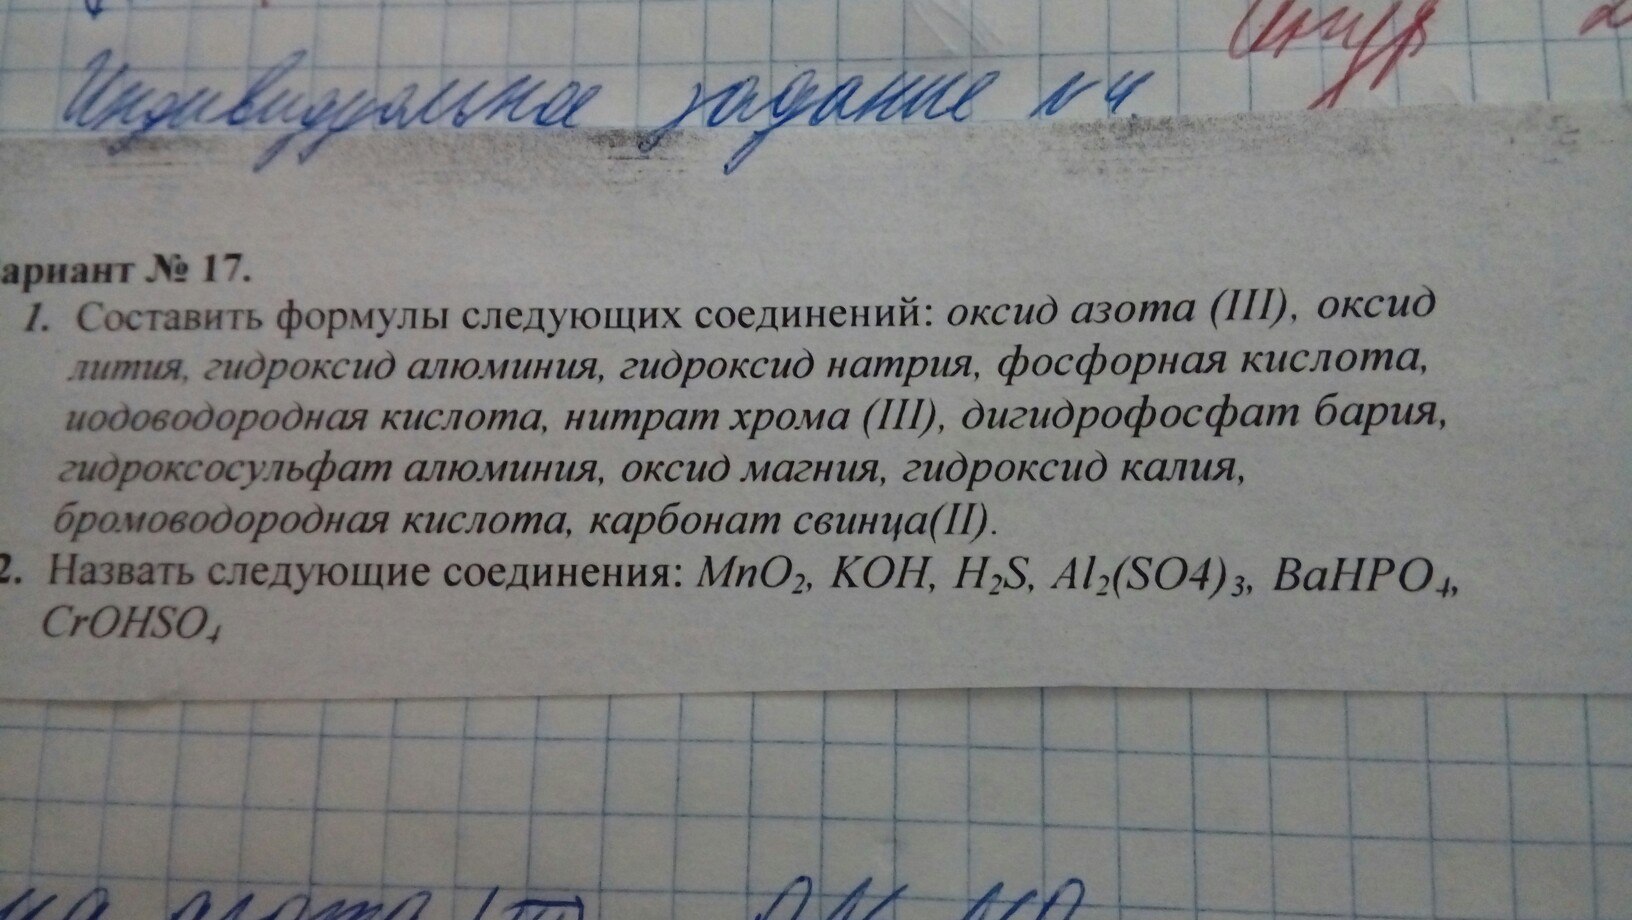 Индивидуальное задание №4
ариант № 17.
1. Составить формулы следующих соединений: оксид азота (III), оксид
лития, гидроксид алюминия, гидроксид натрия, фосфорная кислота,
иодоводородная кислота, нитрат хрома (III), дигидрофосфат бария,
гидроксосульфат алюминия, оксид магния, гидроксид калия,
бромоводородная кислота, карбонат свинца(II).
2. Назвать следующие соединения: MnO₂, KOH, H₂S, Al₂(SO4)₃, BaHPO₄,
CrOHSO₄
азота (III)